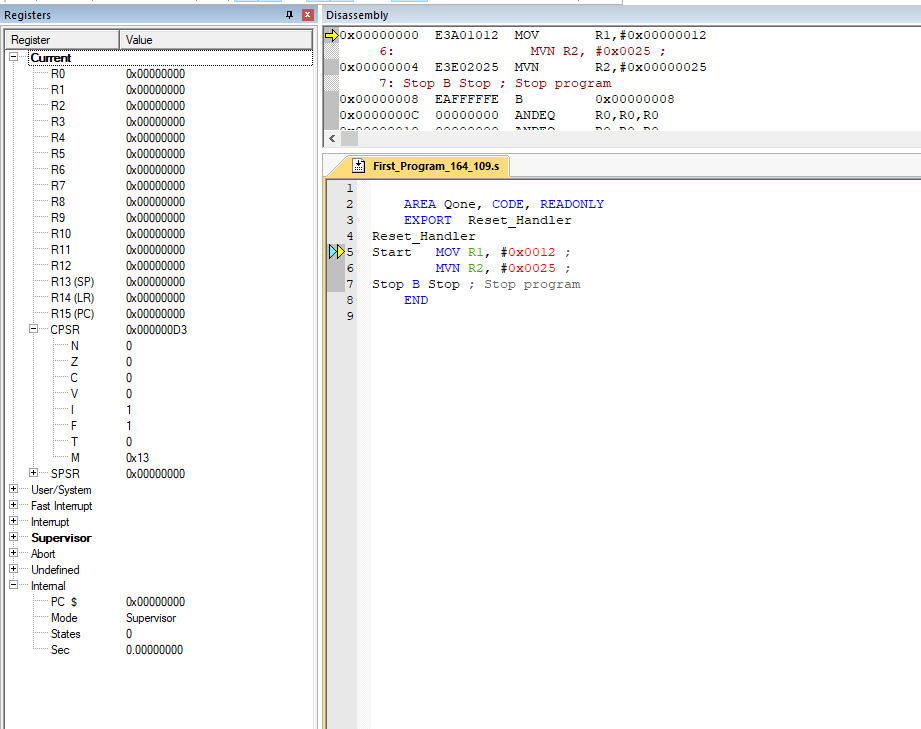 Registers
Register Value
Current
R0 0x00000000
R1 0x00000000
R2 0x00000000
R3 0x00000000
R4 0x00000000
R5 0x00000000
R6 0x00000000
R7 0x00000000
R8 0x00000000
R9 0x00000000
R10 0x00000000
R11 0x00000000
R12 0x00000000
R13 (SP) 0x00000000
R14 (LR) 0x00000000
R15 (PC) 0x00000000
CPSR 0x000000D3
N 0
Z 0
C 0
V 0
I 1
F 1
T 0
M 0x13
SPSR 0x00000000
User/System
Fast Interrupt
Interrupt
Supervisor
Abort
Undefined
Internal
PC $ 0x00000000
Mode Supervisor
States 0
Sec 0.00000000
Disassembly
0x00000000 E3A01012 MOV R1,#0x00000012
6: MVN R2, #0x0025 ;
0x00000004 E3E02025 MVN R2,#0x00000025
7: Stop B Stop ; Stop program
0x00000008 EAFFFFFE B 0x00000008
0x0000000C 00000000 ANDEQ R0,R0,R0
0x00000010 00000000 ANDEQ R0,R0,R0
First_Program_164_109.s
1
2 AREA Qone, CODE, READONLY
3 EXPORT Reset_Handler
4 Reset_Handler
5 Start MOV R1, #0x0012 ;
6 MVN R2, #0x0025 ;
7 Stop B Stop ; Stop program
8 END
9